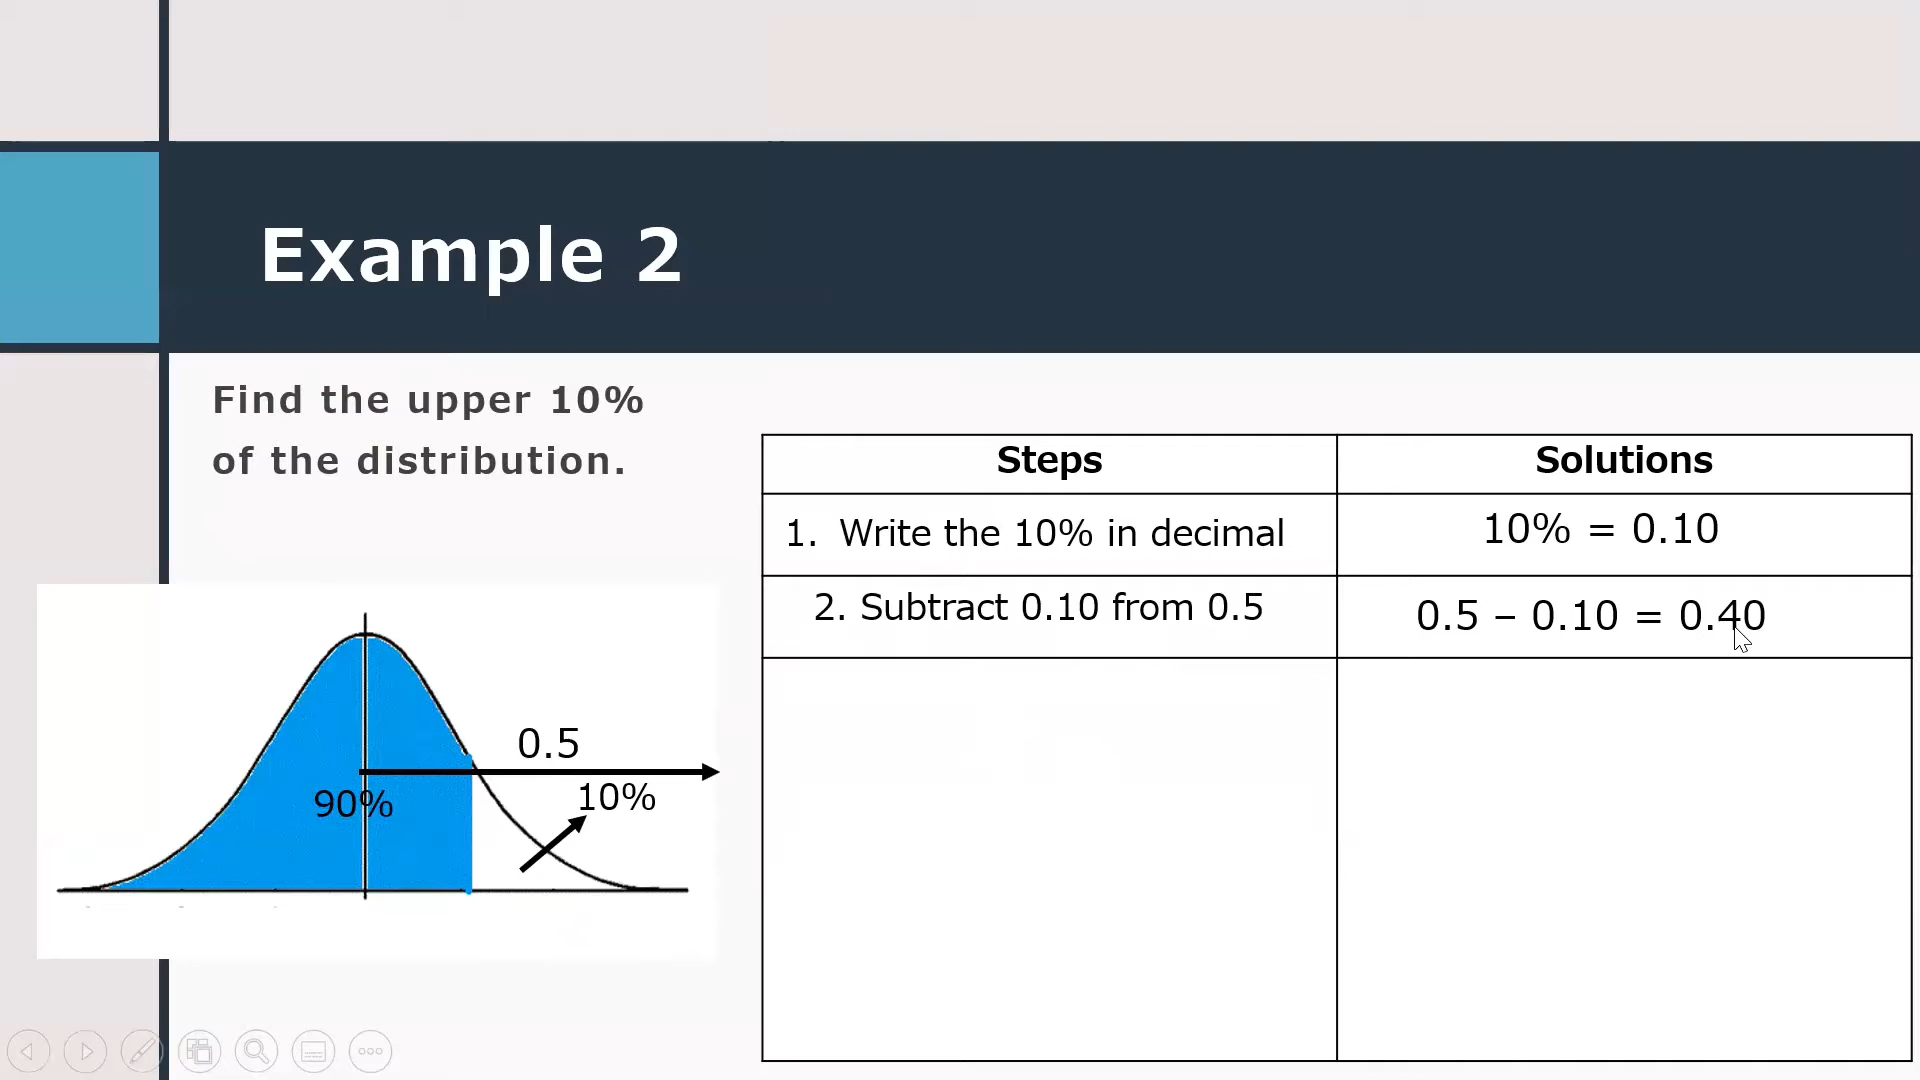 Example 2
Find the upper 10%
of the distribution.
Steps
Solutions
1. Write the 10% in decimal
10% = 0.10
2. Subtract 0.10 from 0.5
0.5 – 0.10 = 0.40
0.5
90%
10%